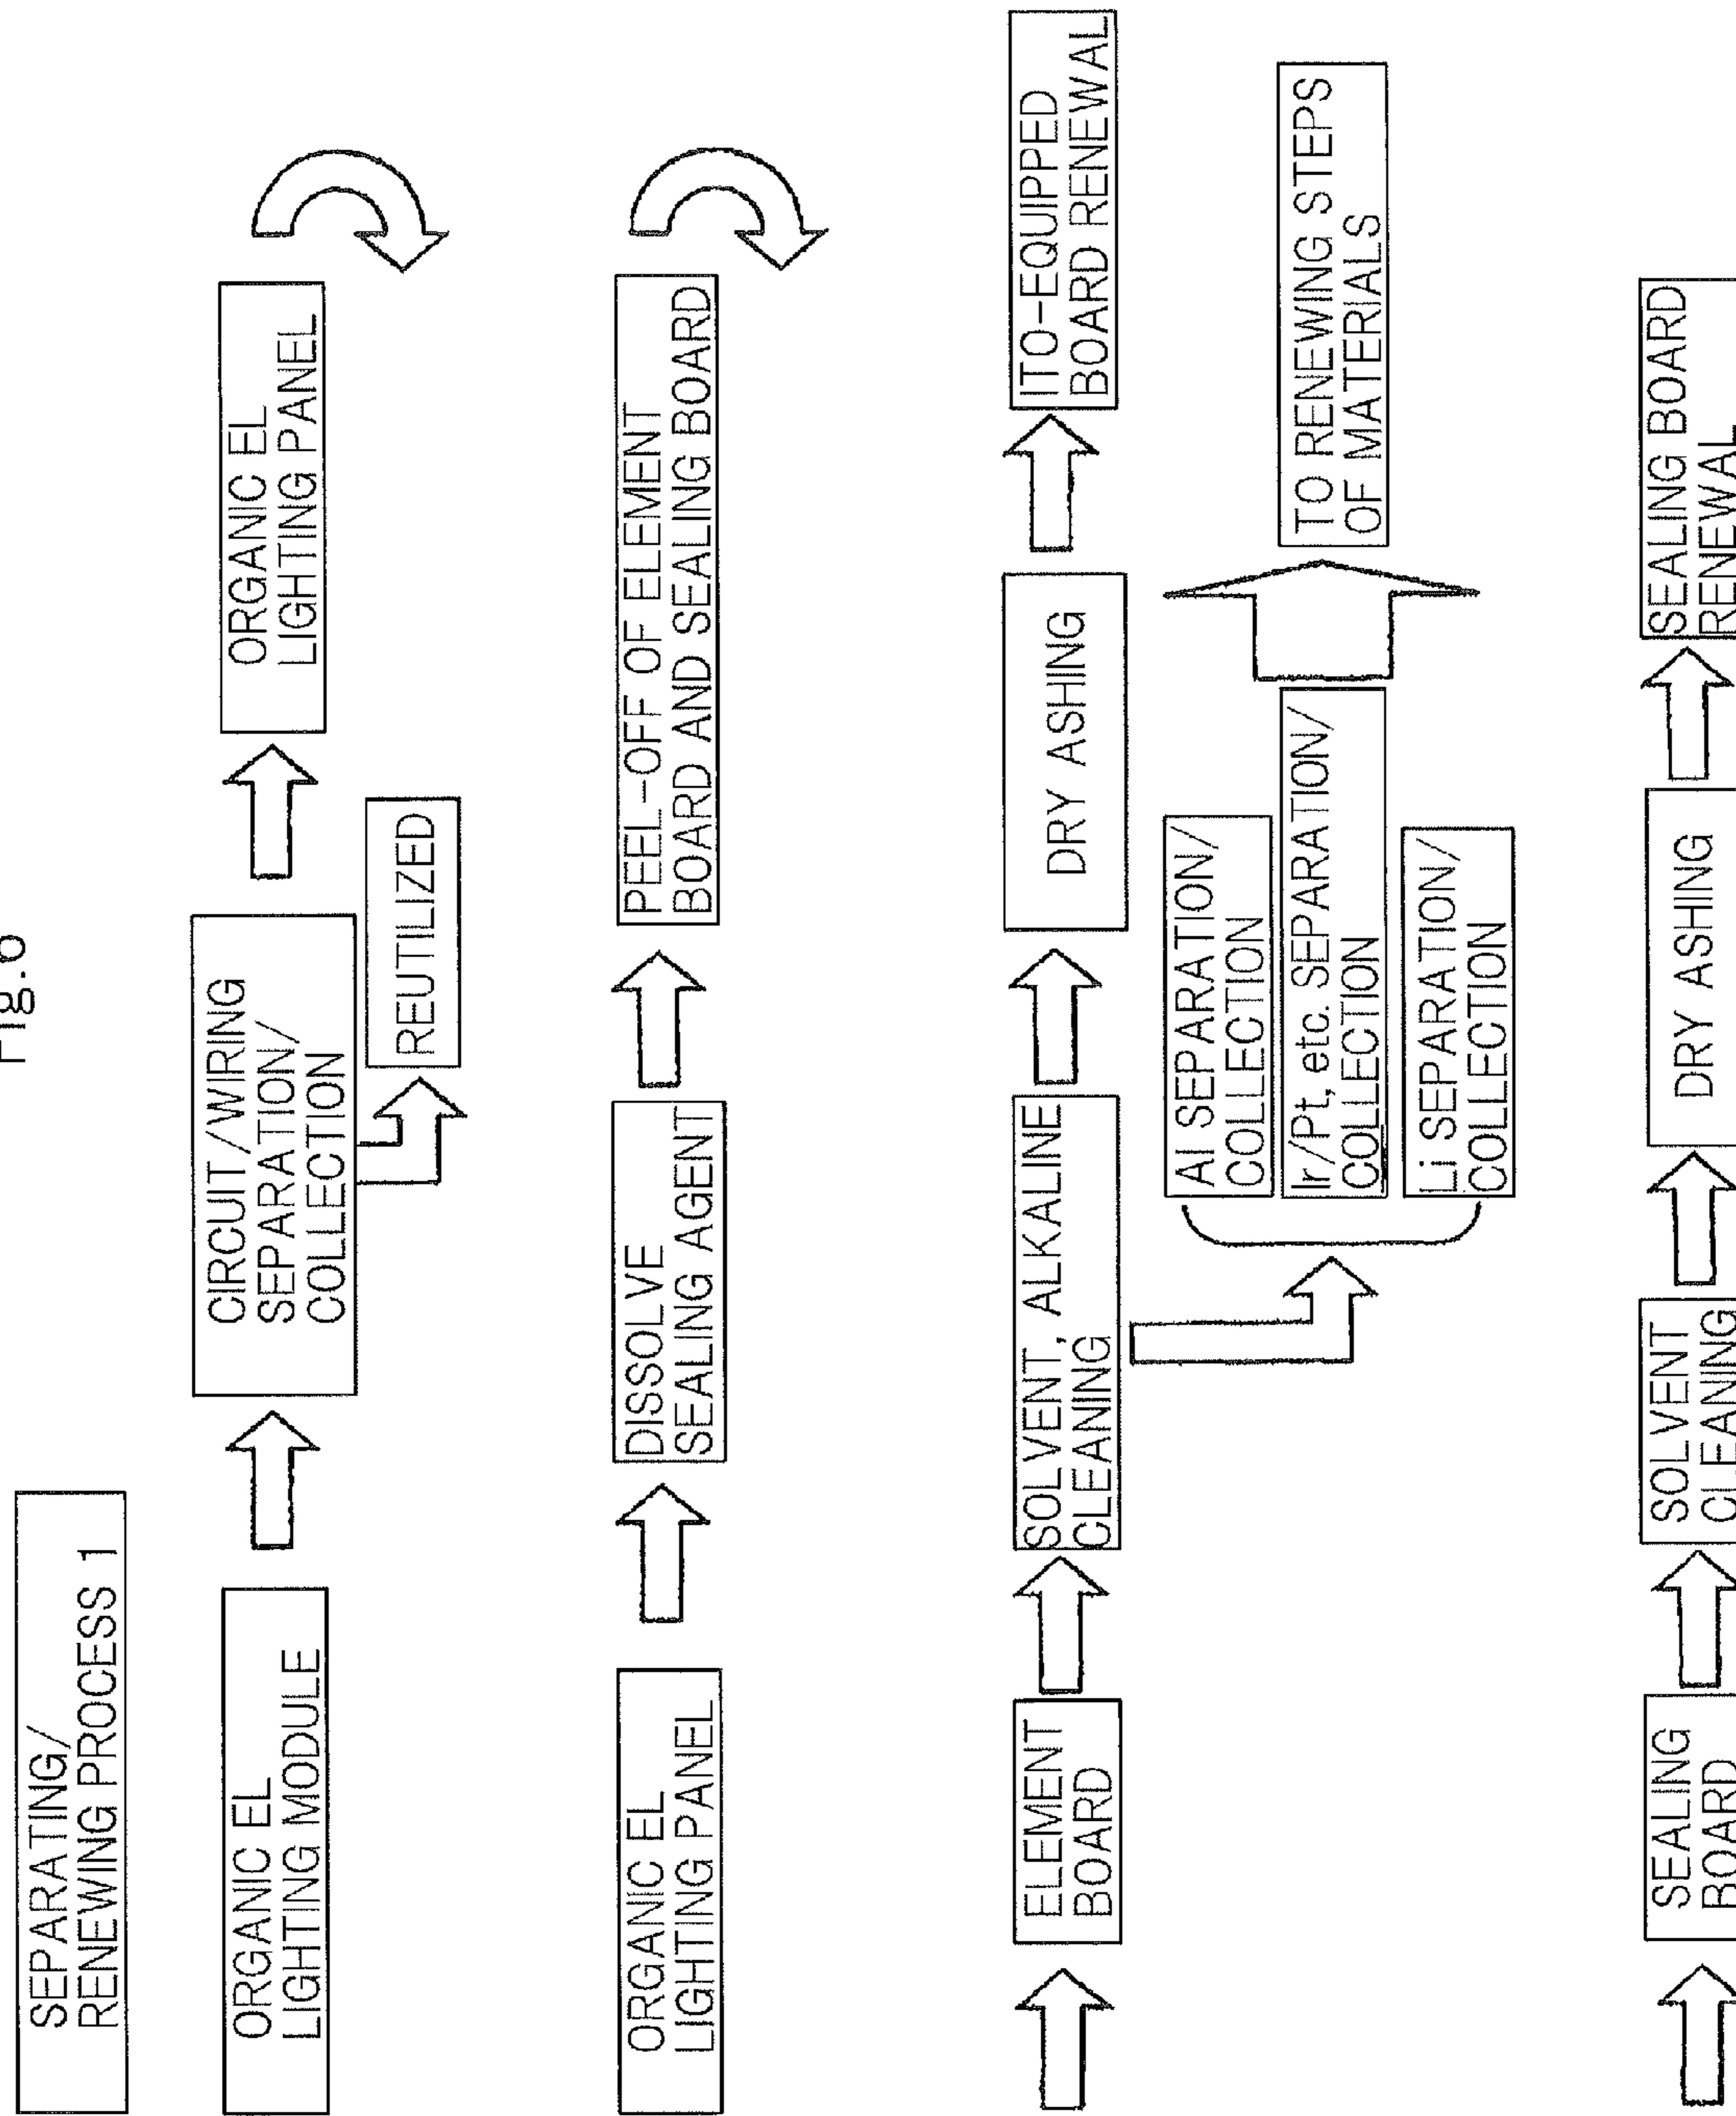 Fig.6
SEPARATING/
RENEWING PROCESS 1
ORGANIC EL
LIGHTING MODULE
CIRCUIT/WIRING
SEPARATION/
COLLECTION
REUTILIZED
ORGANIC EL
LIGHTING PANEL
ORGANIC EL
LIGHTING PANEL
DISSOLVE
SEALING AGENT
PEEL-OFF OF ELEMENT
BOARD AND SEALING BOARD
ELEMENT
BOARD
SOLVENT, ALKALINE
CLEANING
DRY ASHING
ITO-EQUIPPED
BOARD RENEWAL
Al SEPARATION/
COLLECTION
Ir/Pt, etc. SEPARATION/
COLLECTION
Li SEPARATION/
COLLECTION
TO RENEWING STEPS
OF MATERIALS
SEALING
BOARD
SOLVENT
CLEANING
DRY ASHING
SEALING BOARD
RENEWAL